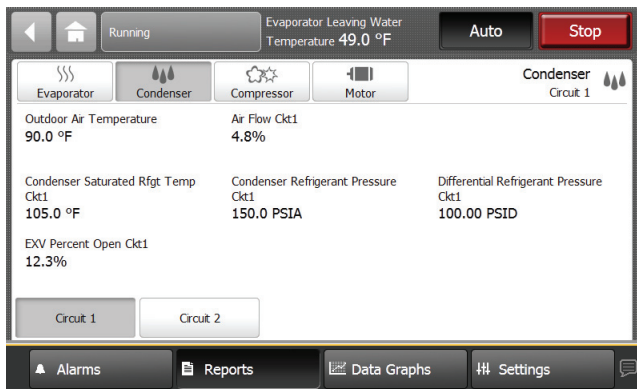 Running
Evaporator Leaving Water
Temperature 49.0 °F
Auto
Stop
Evaporator
Condenser
Compressor
Motor
Condenser
Circuit 1
Outdoor Air Temperature
90.0 °F
Air Flow Ckt1
4.8%
Condenser Saturated Rfgt Temp
Ckt1
105.0 °F
Condenser Refrigerant Pressure
Ckt1
150.0 PSIA
Differential Refrigerant Pressure
Ckt1
100.00 PSID
EXV Percent Open Ckt1
12.3%
Circuit 1
Circuit 2
Alarms
Reports
Data Graphs
Settings